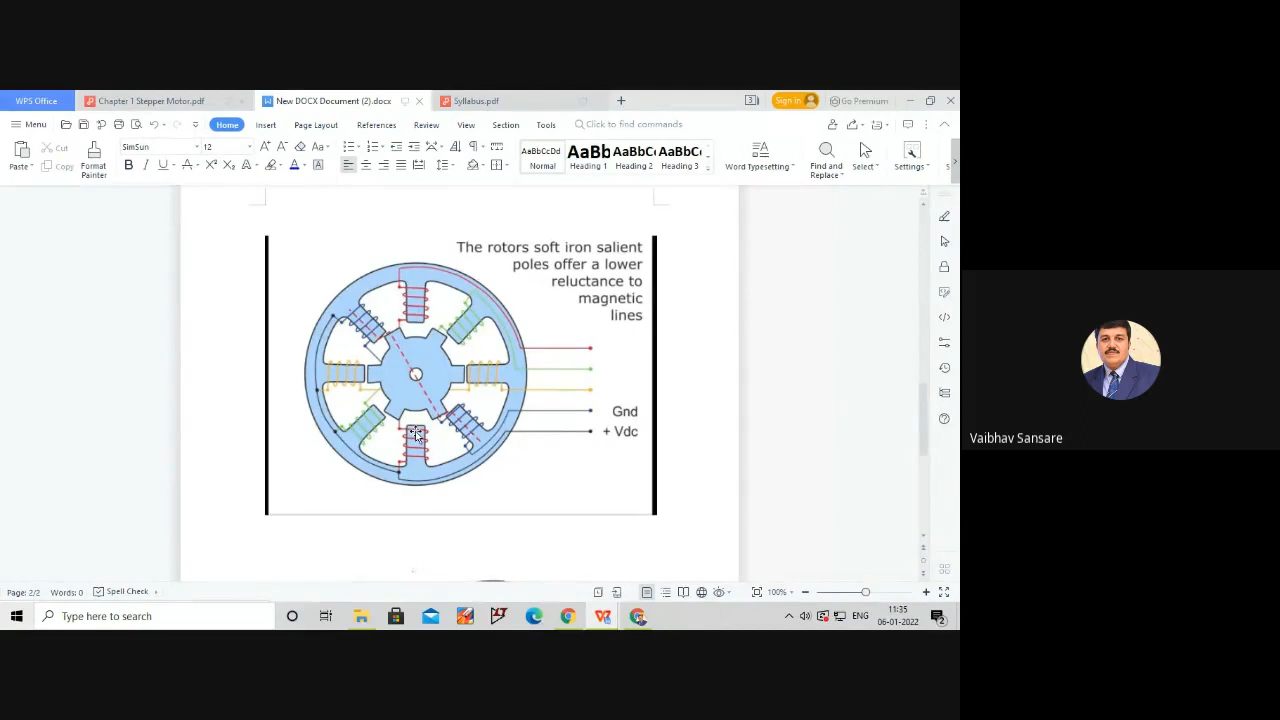 WPS Office
Chapter 1 Stepper Motor.pdf
New DOCX Document (2).docx
Syllabus.pdf
Sign in
Go Premium
Menu
Home
Insert
Page Layout
References
Review
View
Section
Tools
Click to find commands
Paste
Cut
Copy
Format
Painter
SimSun
12
AaBbCcDd
Normal
AaBb
Heading 1
AaBbC
Heading 2
AaBbC
Heading 3
Word Typesetting
Find and
Replace
Select
Settings
The rotors soft iron salient
poles offer a lower
reluctance to
magnetic
lines
Gnd
+ Vdc
Vaibhav Sansare
Page: 2/2
Words: 0
Spell Check
100%
Type here to search
ENG
11:35
06-01-2022